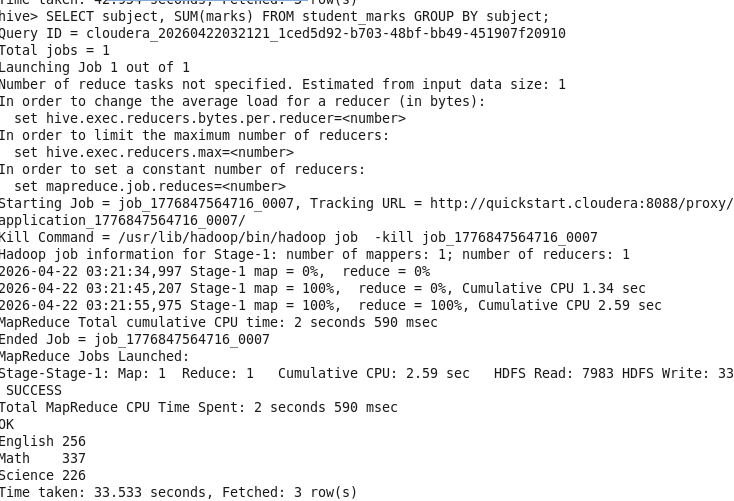 Time taken: 42.994 seconds, Fetched: 3 row(s)
hive> SELECT subject, SUM(marks) FROM student_marks GROUP BY subject;
Query ID = cloudera_20260422032121_1ced5d92-b703-48bf-bb49-451907f20910
Total jobs = 1
Launching Job 1 out of 1
Number of reduce tasks not specified. Estimated from input data size: 1
In order to change the average load for a reducer (in bytes):
  set hive.exec.reducers.bytes.per.reducer=<number>
In order to limit the maximum number of reducers:
  set hive.exec.reducers.max=<number>
In order to set a constant number of reducers:
  set mapreduce.job.reduces=<number>
Starting Job = job_1776847564716_0007, Tracking URL = http://quickstart.cloudera:8088/proxy/
application_1776847564716_0007/
Kill Command = /usr/lib/hadoop/bin/hadoop job  -kill job_1776847564716_0007
Hadoop job information for Stage-1: number of mappers: 1; number of reducers: 1
2026-04-22 03:21:34,997 Stage-1 map = 0%,  reduce = 0%
2026-04-22 03:21:45,207 Stage-1 map = 100%,  reduce = 0%, Cumulative CPU 1.34 sec
2026-04-22 03:21:55,975 Stage-1 map = 100%,  reduce = 100%, Cumulative CPU 2.59 sec
MapReduce Total cumulative CPU time: 2 seconds 590 msec
Ended Job = job_1776847564716_0007
MapReduce Jobs Launched:
Stage-Stage-1: Map: 1  Reduce: 1   Cumulative CPU: 2.59 sec   HDFS Read: 7983 HDFS Write: 33
 SUCCESS
Total MapReduce CPU Time Spent: 2 seconds 590 msec
OK
English 256
Math    337
Science 226
Time taken: 33.533 seconds, Fetched: 3 row(s)